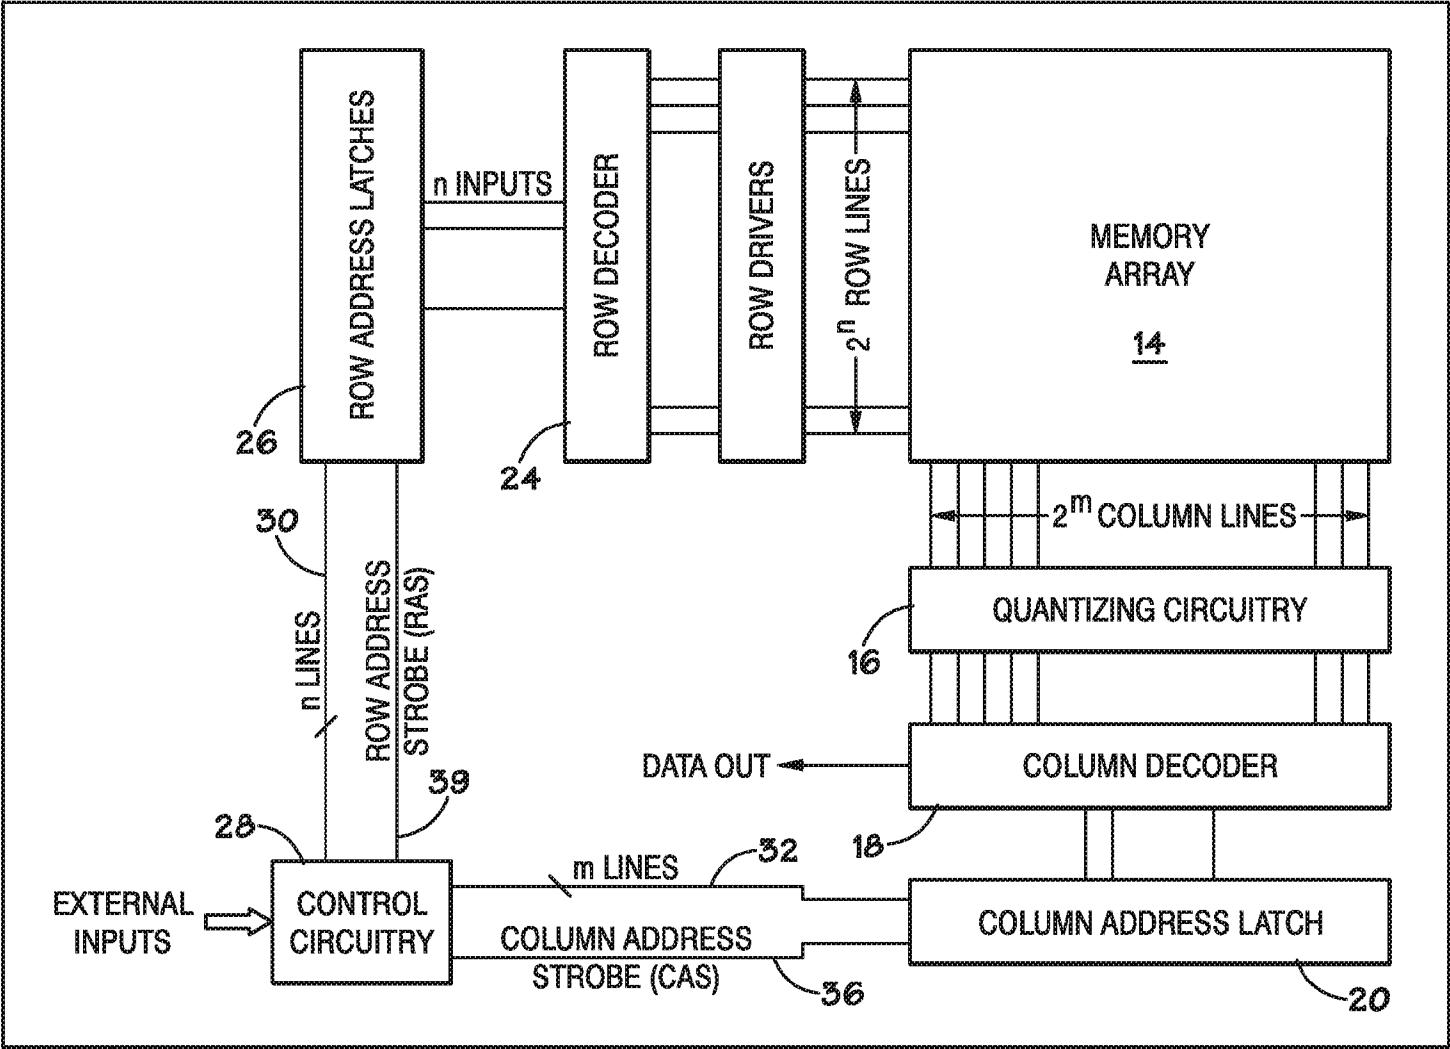 ROW ADDRESS LATCHES
26
n INPUTS
ROW DECODER
24
ROW DRIVERS
2ⁿ ROW LINES
MEMORY
ARRAY
14
2ᵐ COLUMN LINES
QUANTIZING CIRCUITRY
16
30
n LINES
ROW ADDRESS
STROBE (RAS)
39
DATA OUT
COLUMN DECODER
18
28
EXTERNAL
INPUTS
CONTROL
CIRCUITRY
m LINES
32
COLUMN ADDRESS
STROBE (CAS)
36
COLUMN ADDRESS LATCH
20